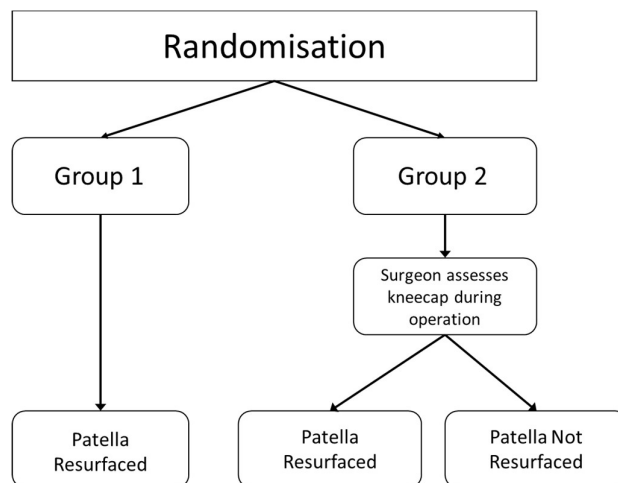 Randomisation
Group 1
Group 2
Surgeon assesses
kneecap during
operation
Patella
Resurfaced
Patella
Resurfaced
Patella Not
Resurfaced